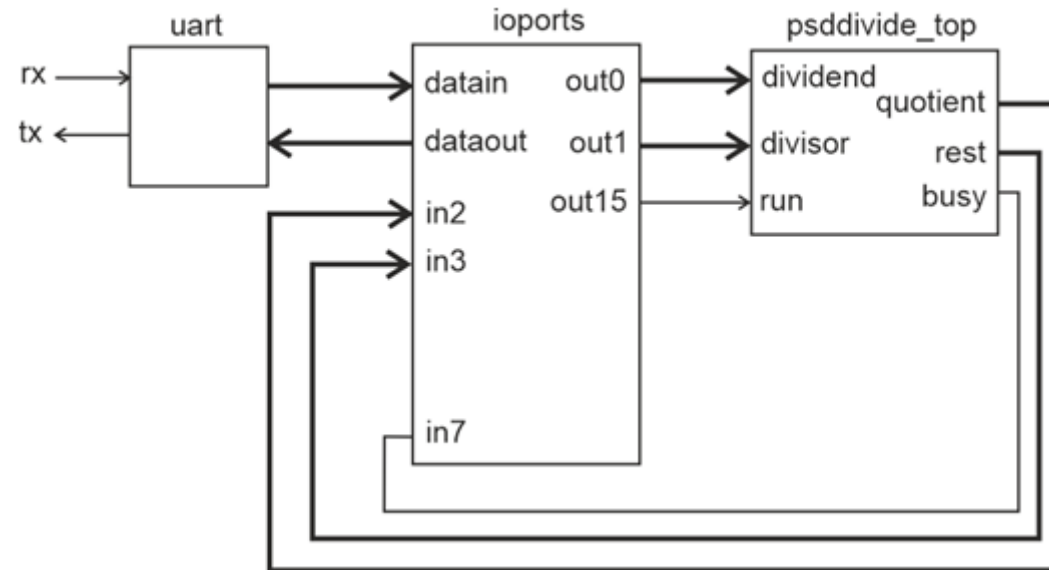 uart
ioports
psddivide_top
rx
tx
datain
dataout
in2
in3
in7
out0
out1
out15
dividend
divisor
run
quotient
rest
busy